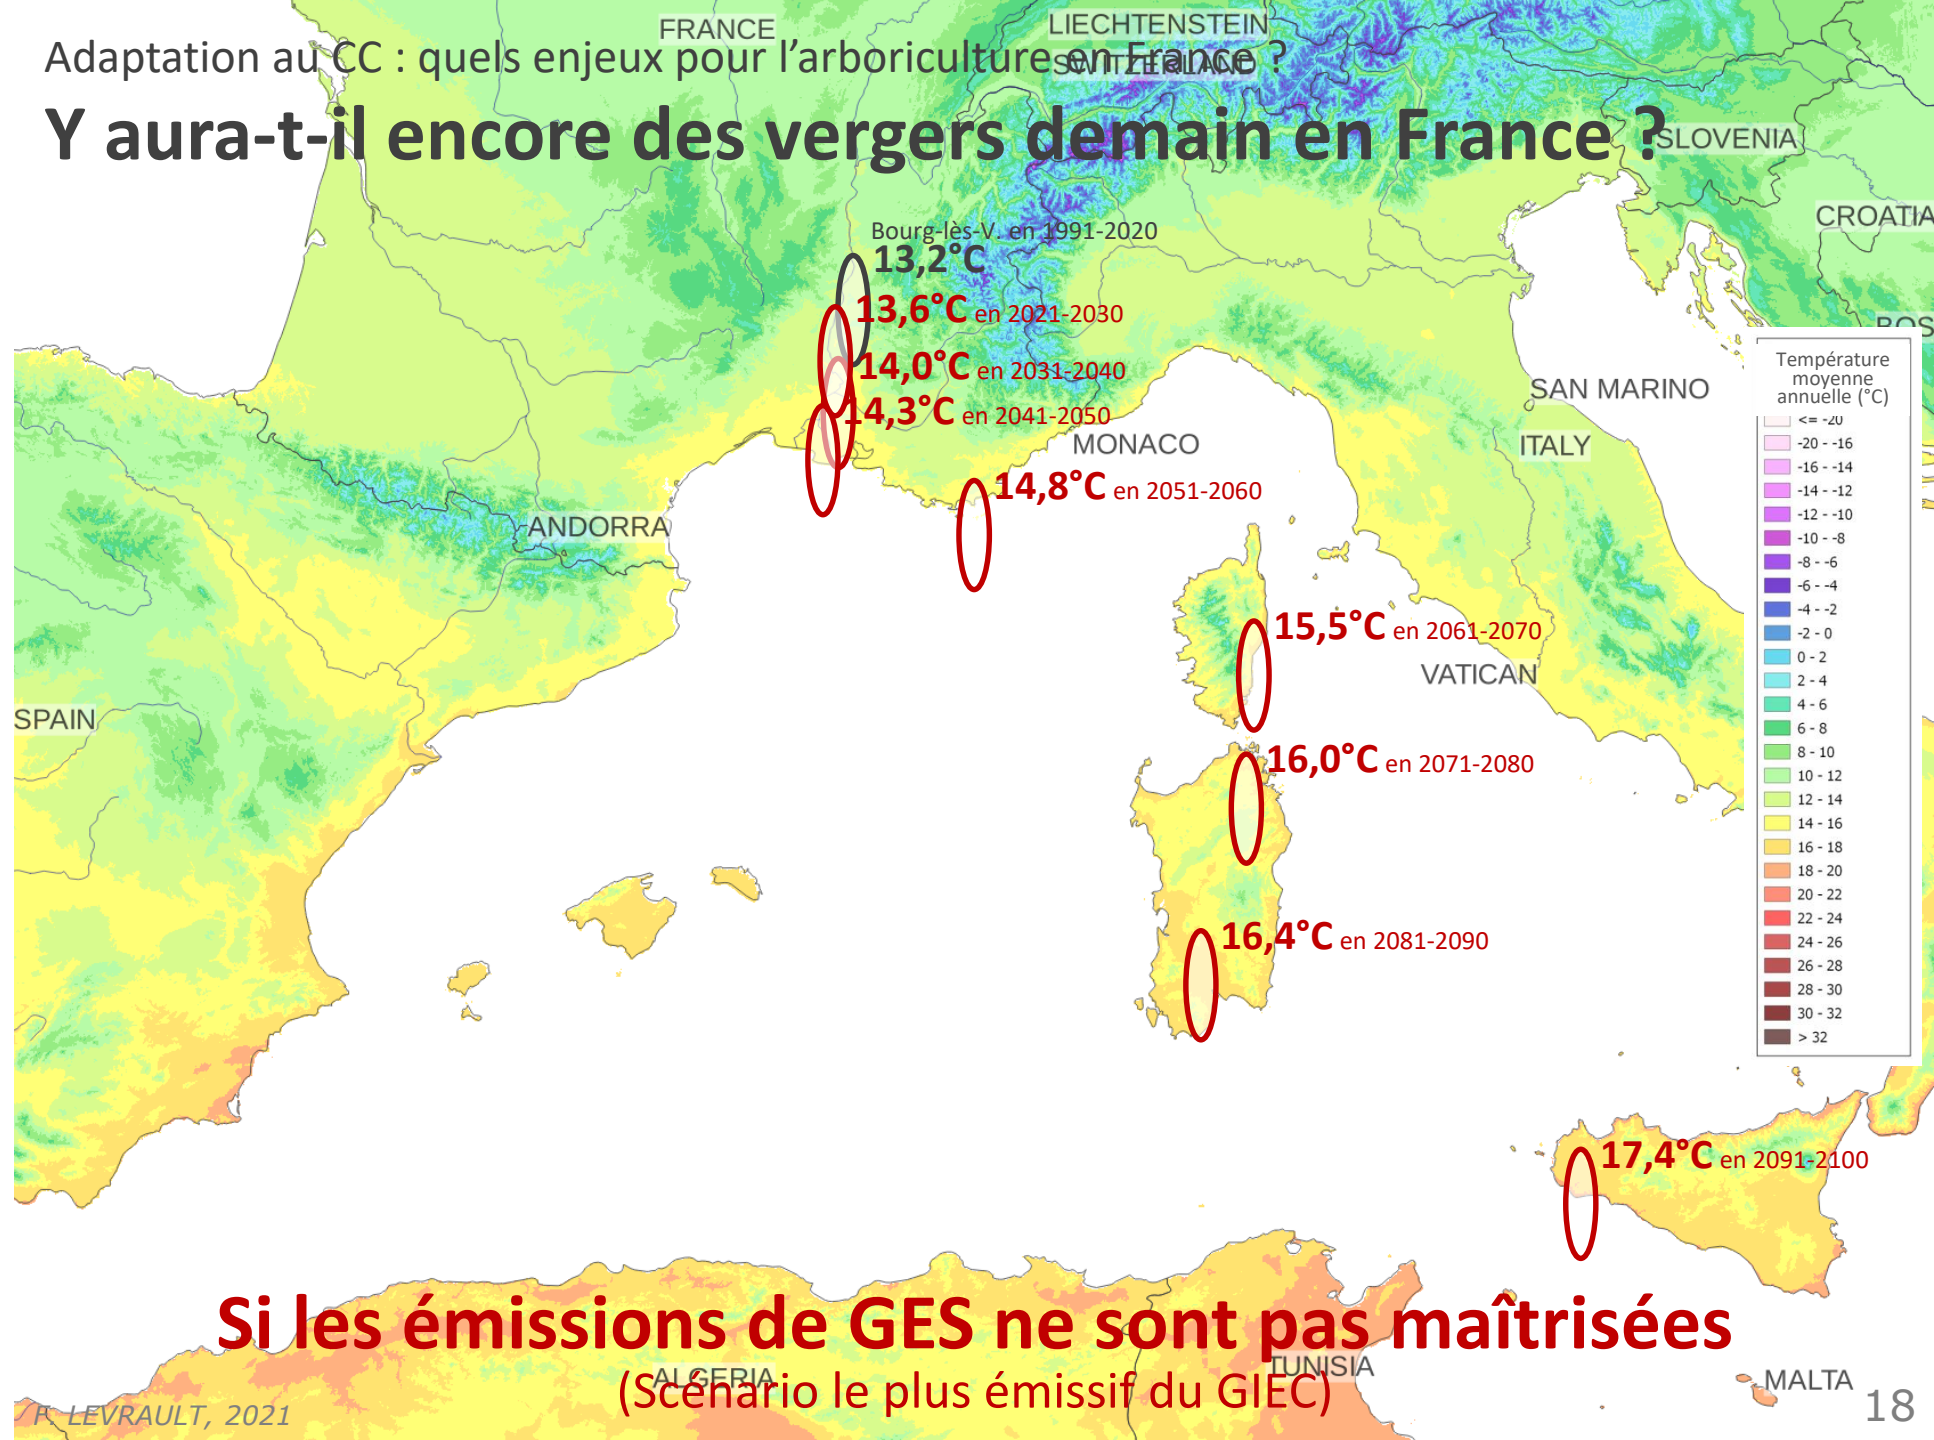 FRANCE
LIECHTENSTEIN
Adaptation au CC : quels enjeux pour l'arboriculture en France ?
SWITZERLAND
Y aura-t-il encore des vergers demain en France ?
SLOVENIA
CROATIA
Bourg-lès-V. en 1991-2020
13,2°C
13,6°C en 2021-2030
BOS
14,0°C en 2031-2040
14,3°C en 2041-2050
MONACO
SAN MARINO
ITALY
14,8°C en 2051-2060
ANDORRA
15,5°C en 2061-2070
VATICAN
SPAIN
16,0°C en 2071-2080
16,4°C en 2081-2090
17,4°C en 2091-2100
Température
moyenne
annuelle (°C)
<= -20
-20 - -16
-16 - -14
-14 - -12
-12 - -10
-10 - -8
-8 - -6
-6 - -4
-4 - -2
-2 - 0
0 - 2
2 - 4
4 - 6
6 - 8
8 - 10
10 - 12
12 - 14
14 - 16
16 - 18
18 - 20
20 - 22
22 - 24
24 - 26
26 - 28
28 - 30
30 - 32
> 32
Si les émissions de GES ne sont pas maîtrisées
ALGERIA
TUNISIA
(Scénario le plus émissif du GIEC)
MALTA
F. LEVRAULT, 2021
18